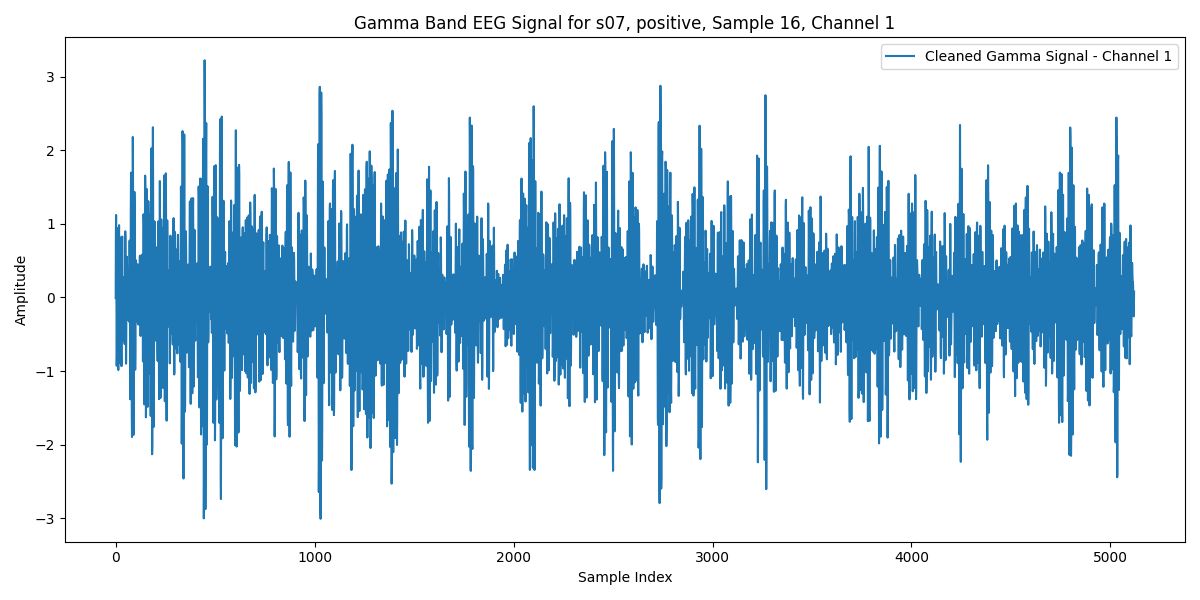 Gamma Band EEG Signal for s07, positive, Sample 16, Channel 1
Cleaned Gamma Signal - Channel 1
Amplitude
3
2
1
0
−1
−2
−3
0 1000 2000 3000 4000 5000
Sample Index